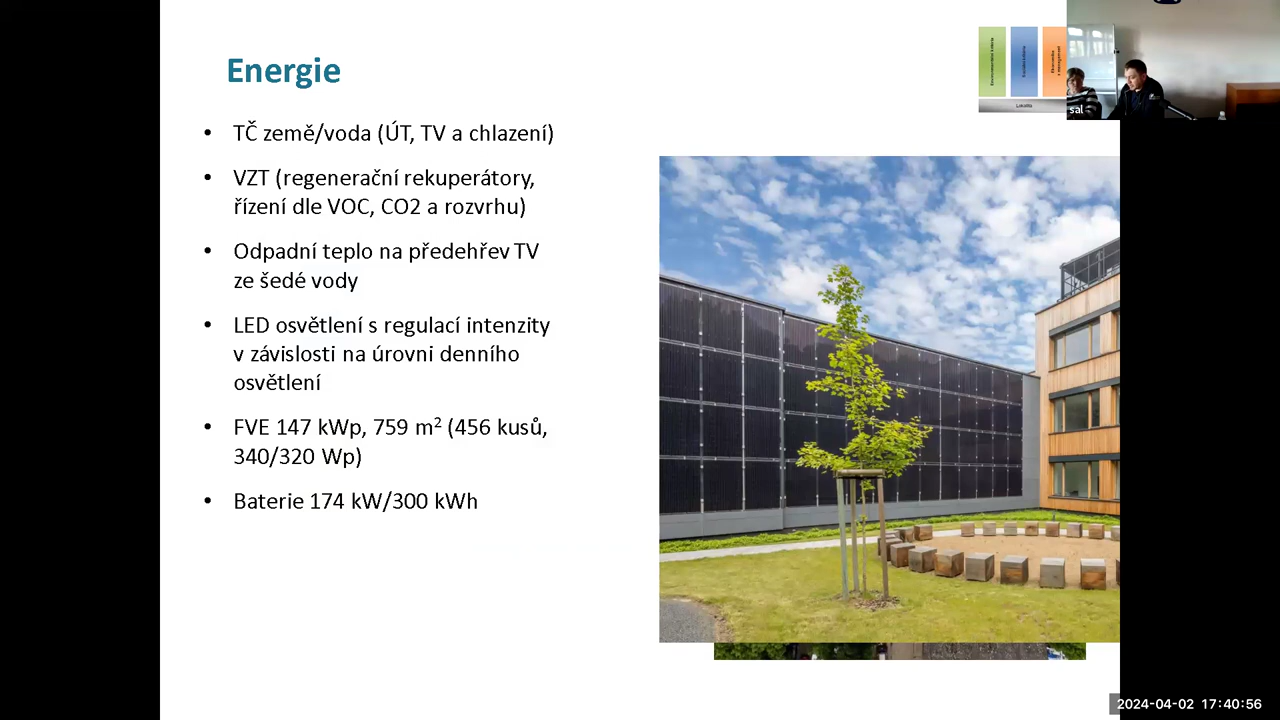 Energie
• TČ země/voda (ÚT, TV a chlazení)
• VZT (regenerační rekuperátory,
řízení dle VOC, CO2 a rozvrhu)
• Odpadní teplo na předehřev TV
ze šedé vody
• LED osvětlení s regulací intenzity
v závislosti na úrovni denního
osvětlení
• FVE 147 kWp, 759 m² (456 kusů,
340/320 Wp)
• Baterie 174 kW/300 kWh
Lokalita
sal
2024-04-02 17:40:56